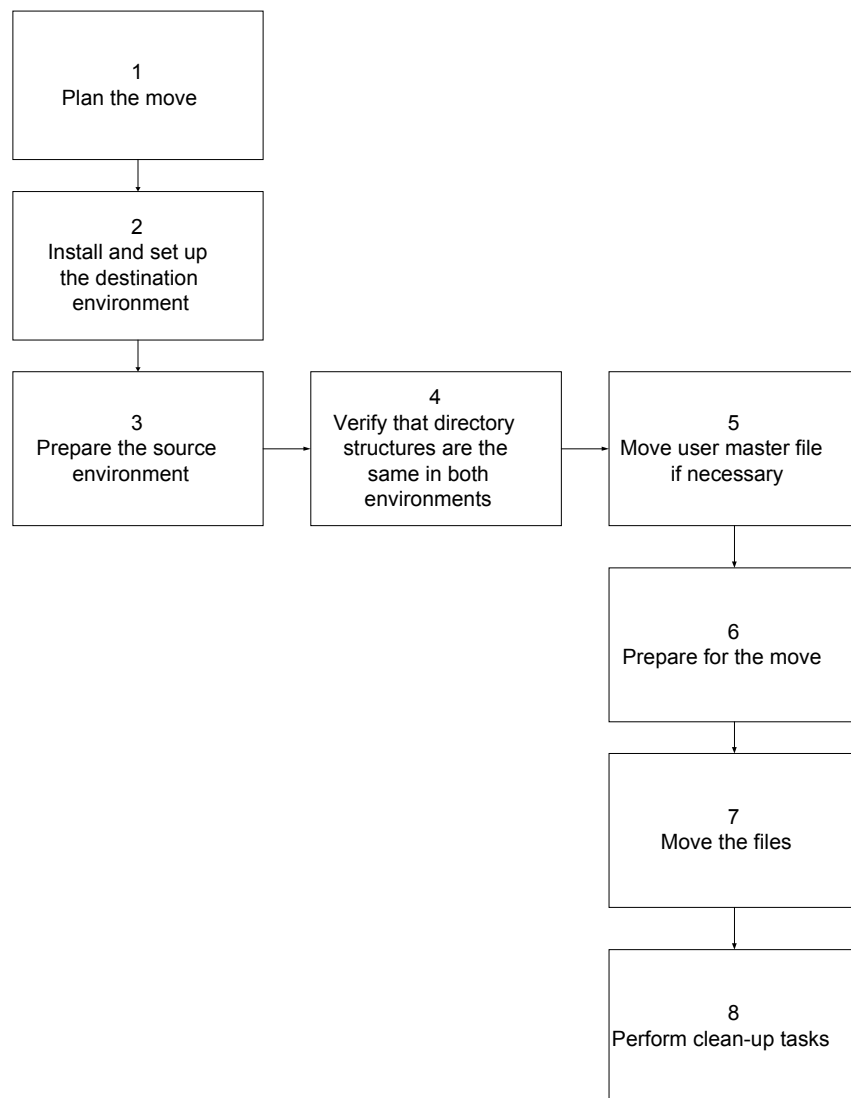 1
Plan the move
2
Install and set up
the destination
environment
3
Prepare the source
environment
4
Verify that directory
structures are the
same in both
environments
5
Move user master file
if necessary
6
Prepare for the move
7
Move the files
8
Perform clean-up tasks